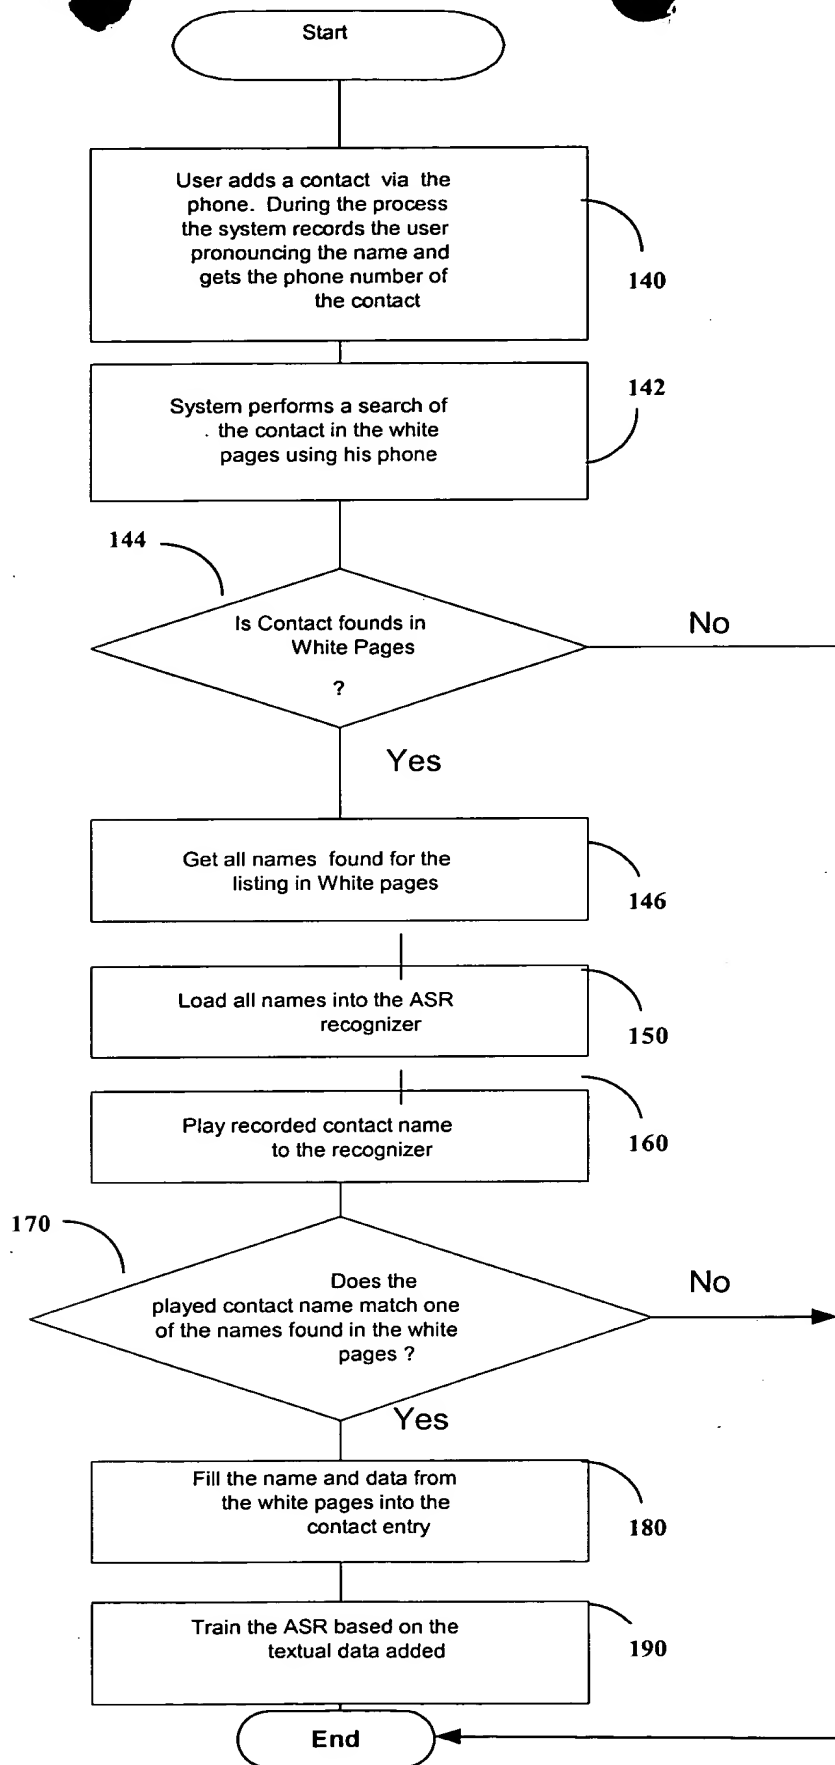 Start
User adds a contact via the
phone. During the process
the system records the user
pronouncing the name and
gets the phone number of
the contact
140
142
System performs a search of
the contact in the white
pages using his phone
144
Is Contact founds in
White Pages
?
No
Yes
Get all names found for the
listing in White pages
146
Load all names into the ASR
recognizer
150
Play recorded contact name
to the recognizer
160
170
Does the
played contact name match one
of the names found in the white
pages ?
No
Yes
Fill the name and data from
the white pages into the
contact entry
180
Train the ASR based on the
textual data added
190
End